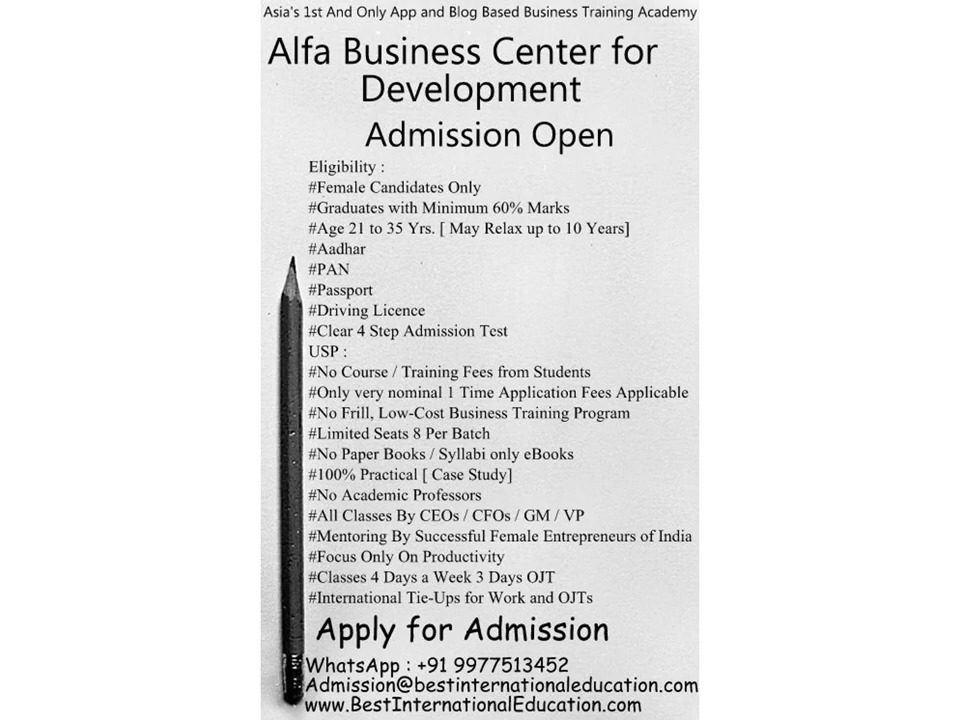 Asia's 1st And Only App and Blog Based Business Training Academy
Alfa Business Center for
Development
Admission Open
Eligibility :
#Female Candidates Only
#Graduates with Minimum 60% Marks
#Age 21 to 35 Yrs. [ May Relax up to 10 Years]
#Aadhar
#PAN
#Passport
#Driving Licence
#Clear 4 Step Admission Test
USP :
#No Course / Training Fees from Students
#Only very nominal 1 Time Application Fees Applicable
#No Frill, Low-Cost Business Training Program
#Limited Seats 8 Per Batch
#No Paper Books / Syllabi only eBooks
#100% Practical [ Case Study]
#No Academic Professors
#All Classes By CEOs / CFOs / GM / VP
#Mentoring By Successful Female Entrepreneurs of India
#Focus Only On Productivity
#Classes 4 Days a Week 3 Days OJT
#International Tie-Ups for Work and OJTs
Apply for Admission
WhatsApp : +91 9977513452
Admission@bestinternationaleducation.com
www.BestInternationalEducation.com